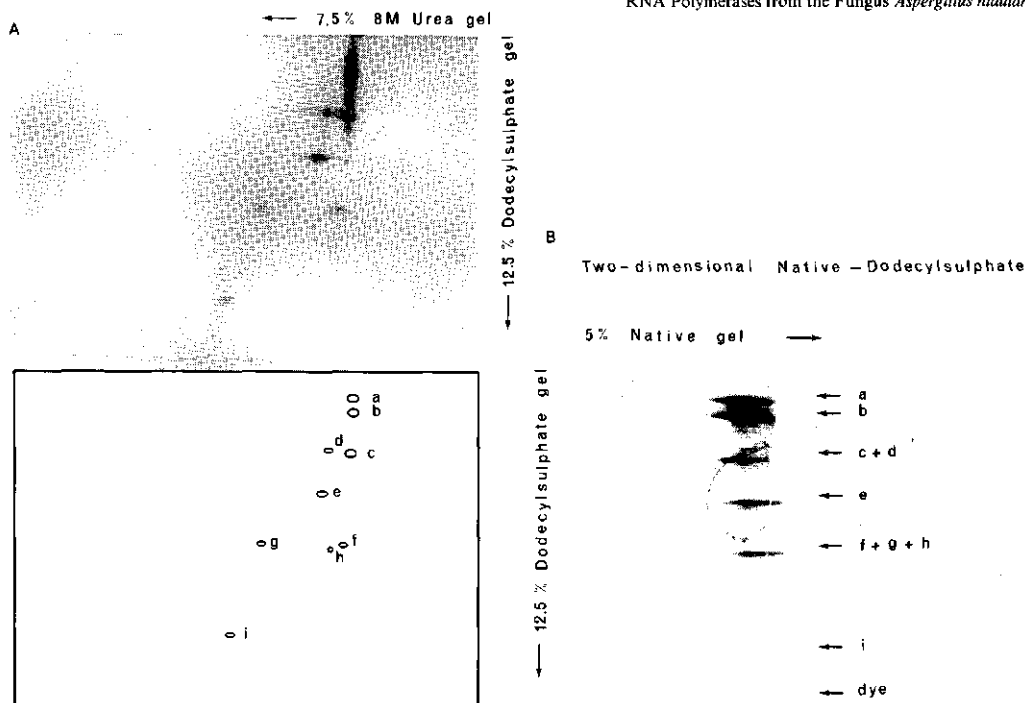 RNA Polymerases from the Fungus Aspergillus
A
← 7.5% 8M Urea gel
→ 12.5 % Dodecylsulphate gel
a
b
d
c
e
g
f
h
i
→ 12.5 % Dodecylsulphate gel
B
Two-dimensional Native – Dodecylsulphate
5% Native gel →
← a
← b
← c + d
← e
← f + g + h
← i
← dye